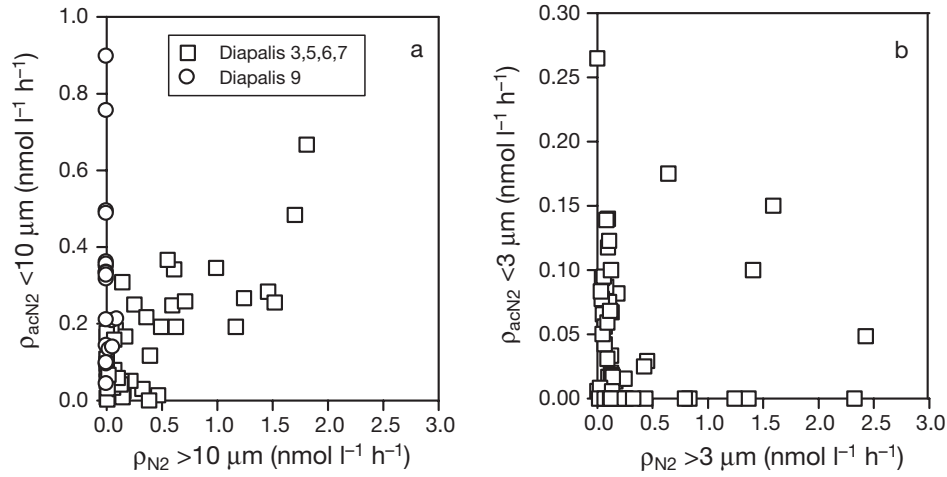 a
Diapalis 3,5,6,7
Diapalis 9
1.0
0.8
0.6
0.4
0.2
0.0
ρacN2 <10 μm (nmol l–1 h–1)
0.0 0.5 1.0 1.5 2.0 2.5 3.0
ρN2 >10 μm (nmol l–1 h–1)
b
0.30
0.25
0.20
0.15
0.10
0.05
0.00
ρacN2 <3 μm (nmol l–1 h–1)
0.0 0.5 1.0 1.5 2.0 2.5 3.0
ρN2 >3 μm (nmol l–1 h–1)